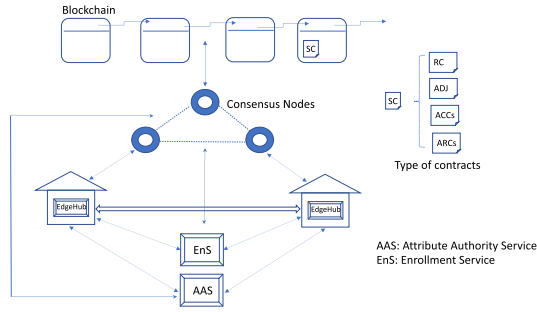 Blockchain
SC
RC
ADJ
SC
ACCs
ARCs
Consensus Nodes
Type of contracts
EdgeHub
EdgeHub
EnS
AAS
AAS: Attribute Authority Service
EnS: Enrollment Service